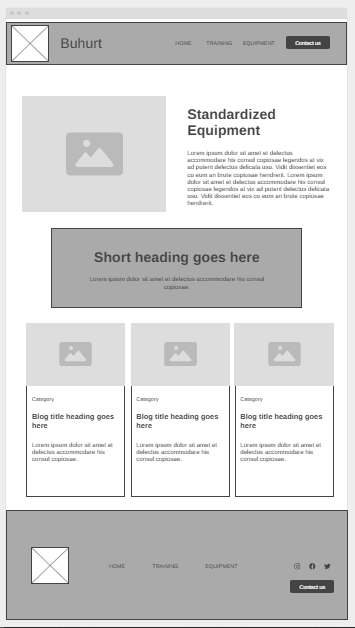 Buhurt
HOME TRAINING EQUIPMENT Contact us
Standardized
Equipment
Lorem ipsum dolor sit amet et delectus
accommodare his consul copiosae legendos at vix
ad putent delectus delicata usu. Vidit dissentiet eos
cu eum an brute copiosae hendrerit. Lorem ipsum
dolor sit amet et delectus accommodare his consul
copiosae legendos at vix ad putent delectus delicata
usu. Vidit dissentiet eos cu eum an brute copiosae
hendrerit.
Short heading goes here
Lorem ipsum dolor sit amet et delectus accommodare his consul
copiosae.
Category
Blog title heading goes
here
Lorem ipsum dolor sit amet et
delectus accommodare his
consul copiosae.
Category
Blog title heading goes
here
Lorem ipsum dolor sit amet et
delectus accommodare his
consul copiosae.
Category
Blog title heading goes
here
Lorem ipsum dolor sit amet et
delectus accommodare his
consul copiosae.
HOME TRAINING EQUIPMENT
Contact us